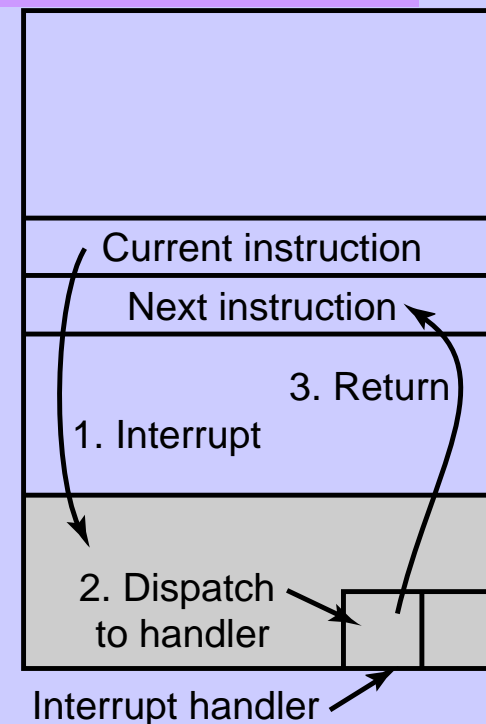 Current instruction
Next instruction
3. Return
1. Interrupt
2. Dispatch
to handler
Interrupt handler